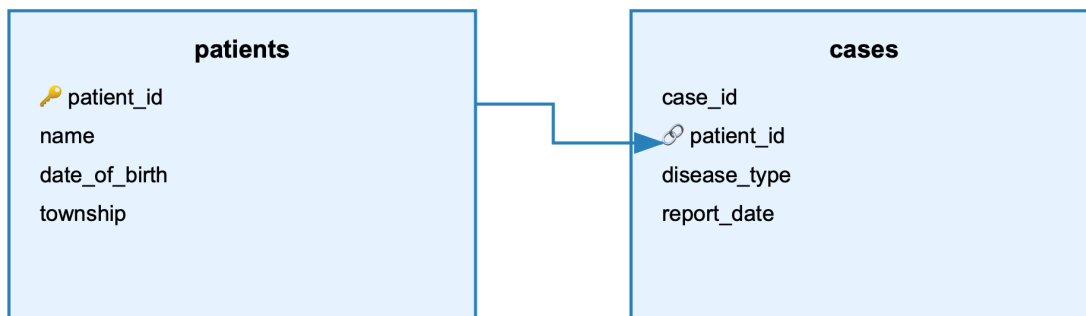 patients
🔑 patient_id
name
date_of_birth
township
cases
case_id
🔗 patient_id
disease_type
report_date